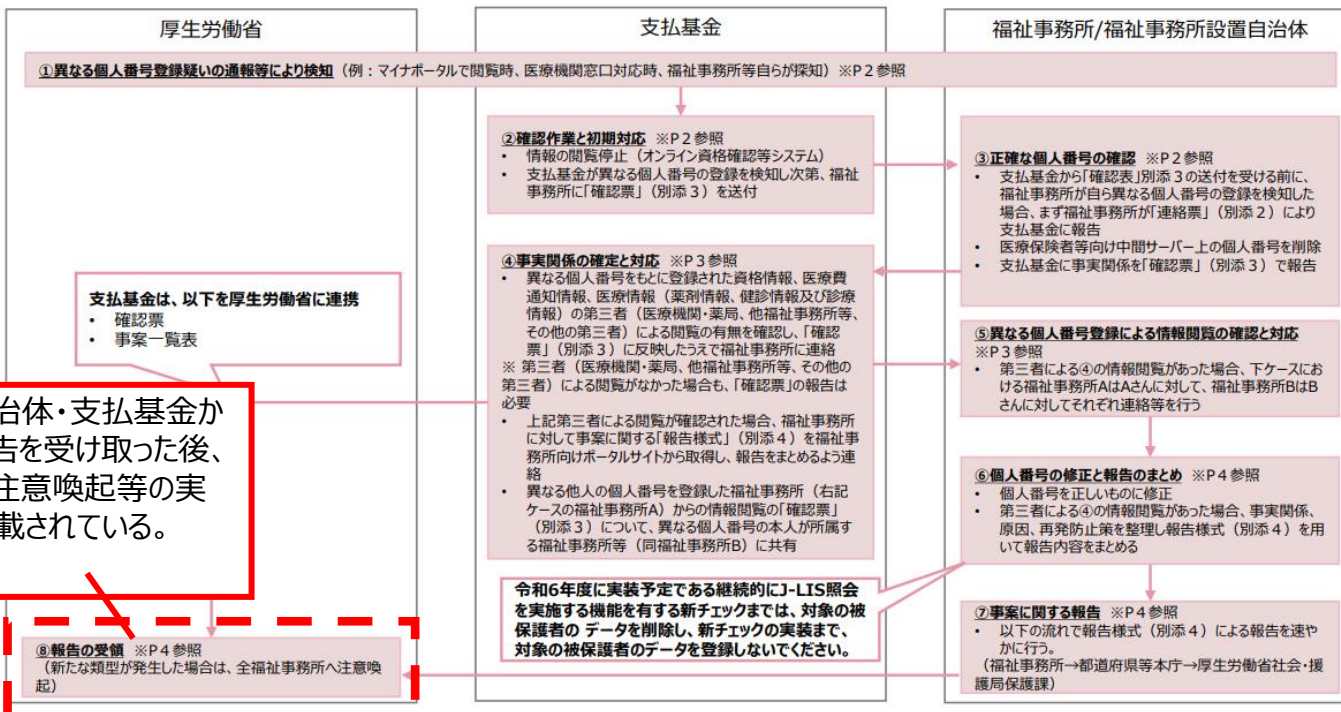 厚生労働省
支払基金
福祉事務所/福祉事務所設置自治体
①異なる個人番号登録疑いの通報等により検知（例：マイナポータルで閲覧時、医療機関窓口対応時、福祉事務所等自らが探知）※P２参照
②確認作業と初期対応 ※P２参照
• 情報の閲覧停止（オンライン資格確認等システム）
• 支払基金が異なる個人番号の登録を検知し次第、福祉
事務所に「確認票」（別添３）を送付
③正確な個人番号の確認 ※P２参照
• 支払基金から「確認表」別添３の送付を受ける前に、
福祉事務所が自ら異なる個人番号の登録を検知した
場合、まず福祉事務所が「連絡票」（別添２）により
支払基金に報告
• 医療保険者等向け中間サーバー上の個人番号を削除
• 支払基金に事実関係を「確認票」（別添３）で報告
④事実関係の確定と対応 ※P３参照
• 異なる個人番号をもとに登録された資格情報、医療費
通知情報、医療情報（薬剤情報、健診情報及び診療
情報）の第三者（医療機関・薬局、他福祉事務所等、
その他の第三者）による閲覧の有無を確認し、「確認
票」（別添３）に反映したうえで福祉事務所に連絡
※ 第三者（医療機関・薬局、他福祉事務所等、その他の
第三者）による閲覧がなかった場合も、「確認票」の報告は
必要
• 上記第三者による閲覧が確認された場合、福祉事務所
に対して事案に関する「報告様式」（別添４）を福祉事
務所向けポータルサイトから取得し、報告をまとめるよう連
絡
• 異なる他人の個人番号を登録した福祉事務所（右記
ケースの福祉事務所A）からの情報閲覧の「確認票」
（別添３）について、異なる個人番号の本人が所属す
る福祉事務所等（同福祉事務所B）に共有
支払基金は、以下を厚生労働省に連携
• 確認票
• 事案一覧表
⑤異なる個人番号登録による情報閲覧の確認と対応
※P３参照
• 第三者による④の情報閲覧があった場合、下ケースにお
ける福祉事務所AはAさんに対して、福祉事務所BはB
さんに対してそれぞれ連絡等を行う
治体・支払基金か
告を受け取った後、
注意喚起等の実
載されている。
⑥個人番号の修正と報告のまとめ ※P４参照
• 個人番号を正しいものに修正
• 第三者による④の情報閲覧があった場合、事実関係、
原因、再発防止策を整理し報告様式（別添４）を用
いて報告内容をまとめる
令和6年度に実装予定である継続的にJ-LIS照会
を実施する機能を有する新チェックまでは、対象の被
保護者の データを削除し、新チェックの実装まで、
対象の被保護者のデータを登録しないでください。
⑦事案に関する報告 ※P４参照
• 以下の流れで報告様式（別添４）による報告を速や
かに行う。
（福祉事務所→都道府県等本庁→厚生労働省社会・援
護局保護課）
⑧報告の受領 ※P４参照
（新たな類型が発生した場合は、全福祉事務所へ注意喚
起）